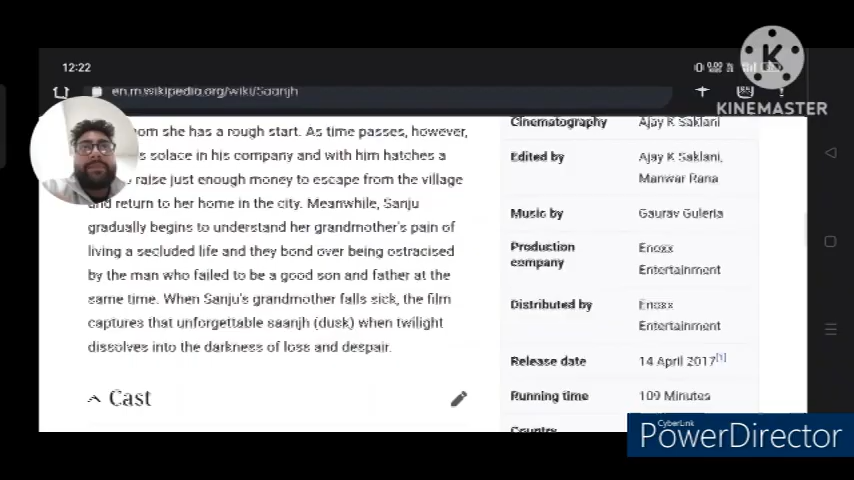 12:22
en.m.wikipedia.org/wiki/Saanjh
KINEMASTER
she has a rough start. As time passes, however,
solace in his company and with him hatches a
raise just enough money to escape from the village
and return to her home in the city. Meanwhile, Sanju
gradually begins to understand her grandmother's pain of
living a secluded life and they bond over being ostracised
by the man who failed to be a good son and father at the
same time. When Sanju's grandmother falls sick, the film
captures that unforgettable saanjh (dusk) when twilight
dissolves into the darkness of loss and despair.
Cast
Cinematography Ajay K Saklani
Edited by Ajay K Saklani,
Manwar Rana
Music by Gaurav Guleria
Production Enoxx
company Entertainment
Distributed by Enoxx
Entertainment
Release date 14 April 2017[1]
Running time 109 Minutes
Country
CyberLink
PowerDirector